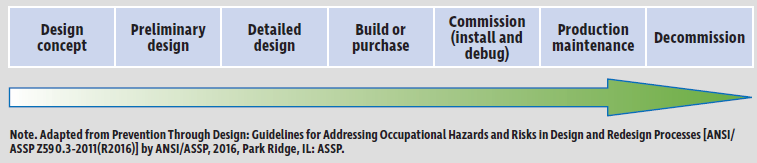 Design concept
Preliminary design
Detailed design
Build or purchase
Commission (install and debug)
Production maintenance
Decommission
Note. Adapted from Prevention Through Design: Guidelines for Addressing Occupational Hazards and Risks in Design and Redesign Processes [ANSI/
ASSP Z590.3-2011(R2016)] by ANSI/ASSP, 2016, Park Ridge, IL: ASSP.